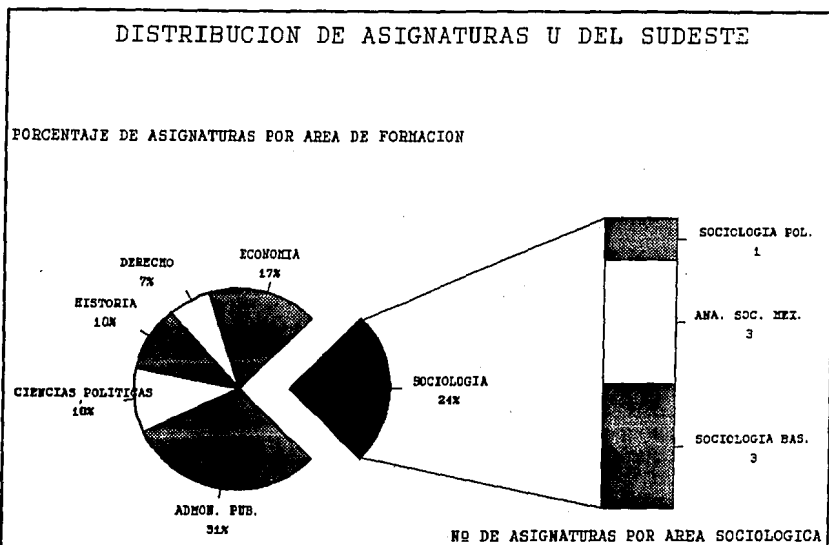 DISTRIBUCION DE ASIGNATURAS U DEL SUDESTE
PORCENTAJE DE ASIGNATURAS POR AREA DE FORMACION
ECONOMIA
17%
DERECHO
7%
HISTORIA
10%
CIENCIAS POLITICAS
10%
ADMON. PUB.
31%
SOCIOLOGIA
24%
SOCIOLOGIA POL.
1
ANA. SOC. MEX.
3
SOCIOLOGIA BAS.
3
Nº DE ASIGNATURAS POR AREA SOCIOLOGICA